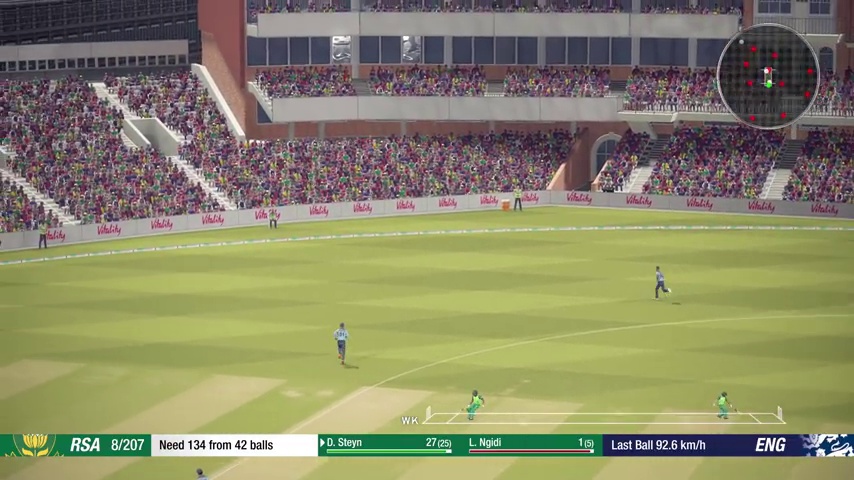 Vitality Vitality Vitality Vitality Vitality Vitality Vitality Vitality Vitality Vitality Vitality Vitality Vitality Vitality
WK
RSA 8/207 Need 134 from 42 balls D. Steyn 27 (25) L. Ngidi 1 (5) Last Ball 92.6 km/h ENG